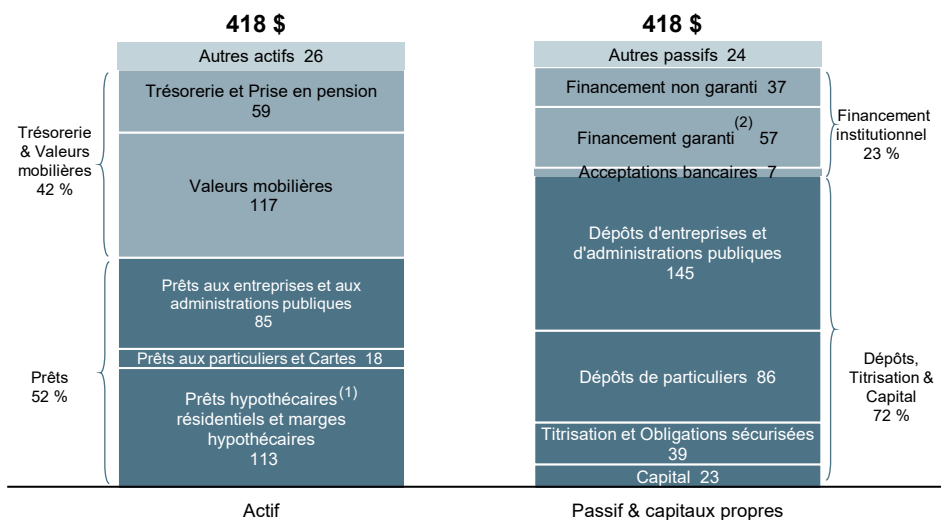 418 $
Autres actifs 26
Trésorerie et Prise en pension
59
Valeurs mobilières
117
Prêts aux entreprises et aux
administrations publiques
85
Prêts aux particuliers et Cartes 18
Prêts hypothécaires(1)
résidentiels et marges
hypothécaires
113
Trésorerie
& Valeurs
mobilières
42 %
Prêts
52 %
Actif
418 $
Autres passifs 24
Financement non garanti 37
Financement garanti(2) 57
Acceptations bancaires 7
Dépôts d'entreprises et
d'administrations publiques
145
Dépôts de particuliers 86
Titrisation et Obligations sécurisées
39
Capital 23
Financement
institutionnel
23 %
Dépôts,
Titrisation &
Capital
72 %
Passif & capitaux propres